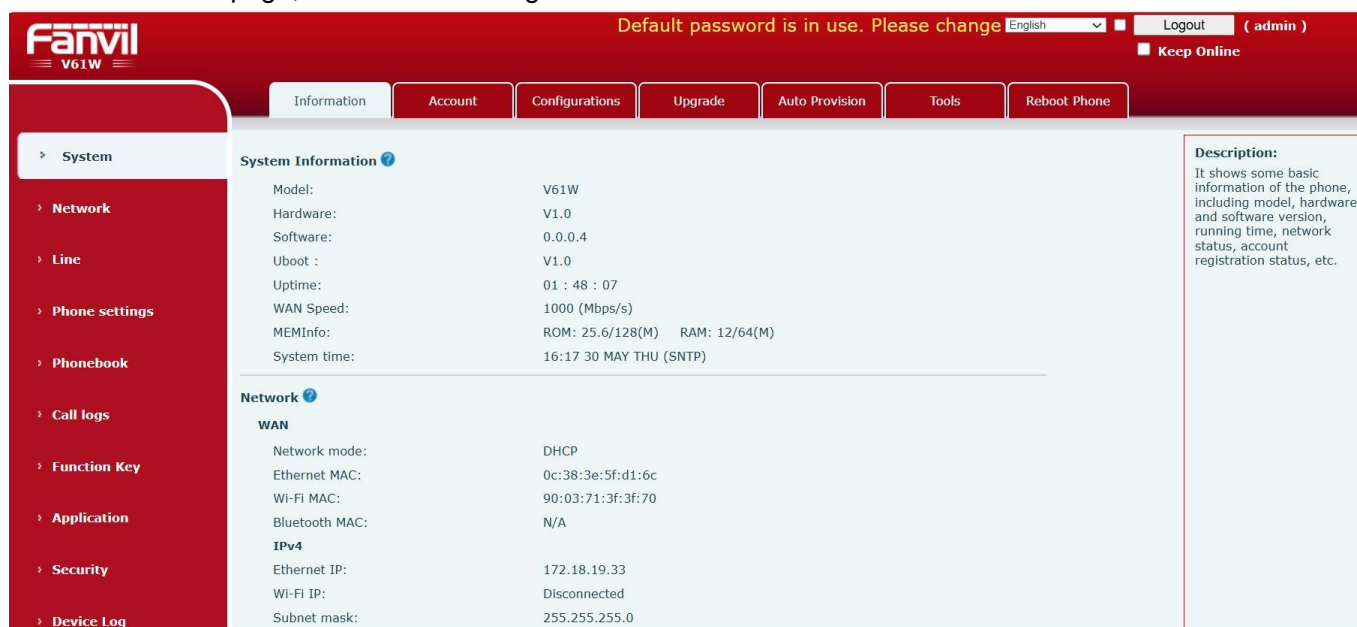 Fanvil
V61W
Default password is in use. Please change
English
Logout
( admin )
Keep Online
Information
Account
Configurations
Upgrade
Auto Provision
Tools
Reboot Phone
› System
› Network
› Line
› Phone settings
› Phonebook
› Call logs
› Function Key
› Application
› Security
› Device Log
System Information ?
Model: V61W
Hardware: V1.0
Software: 0.0.0.4
Uboot : V1.0
Uptime: 01 : 48 : 07
WAN Speed: 1000 (Mbps/s)
MEMInfo: ROM: 25.6/128(M) RAM: 12/64(M)
System time: 16:17 30 MAY THU (SNTP)
Network ?
WAN
Network mode: DHCP
Ethernet MAC: 0c:38:3e:5f:d1:6c
Wi-Fi MAC: 90:03:71:3f:3f:70
Bluetooth MAC: N/A
IPv4
Ethernet IP: 172.18.19.33
Wi-Fi IP: Disconnected
Subnet mask: 255.255.255.0
Description:
It shows some basic
information of the phone,
including model, hardware
and software version,
running time, network
status, account
registration status, etc.